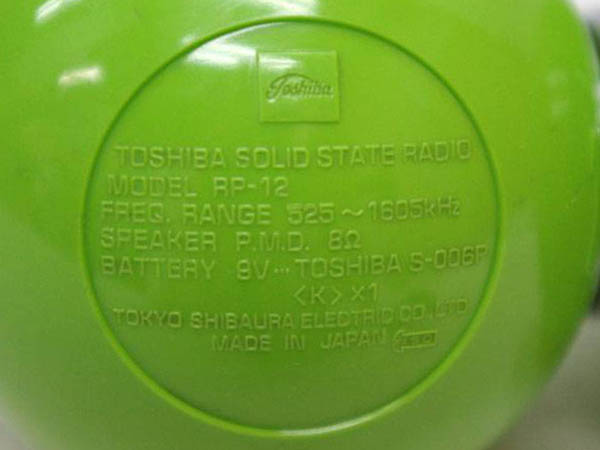 Toshiba
TOSHIBA SOLID STATE RADIO
MODEL RP-12
FREQ. RANGE 525～1605kHz
SPEAKER P.M.D. 8Ω
BATTERY 9V… TOSHIBA S-006P
〈K〉×1
TOKYO SHIBAURA ELECTRIC CO.,LTD
MADE IN JAPAN